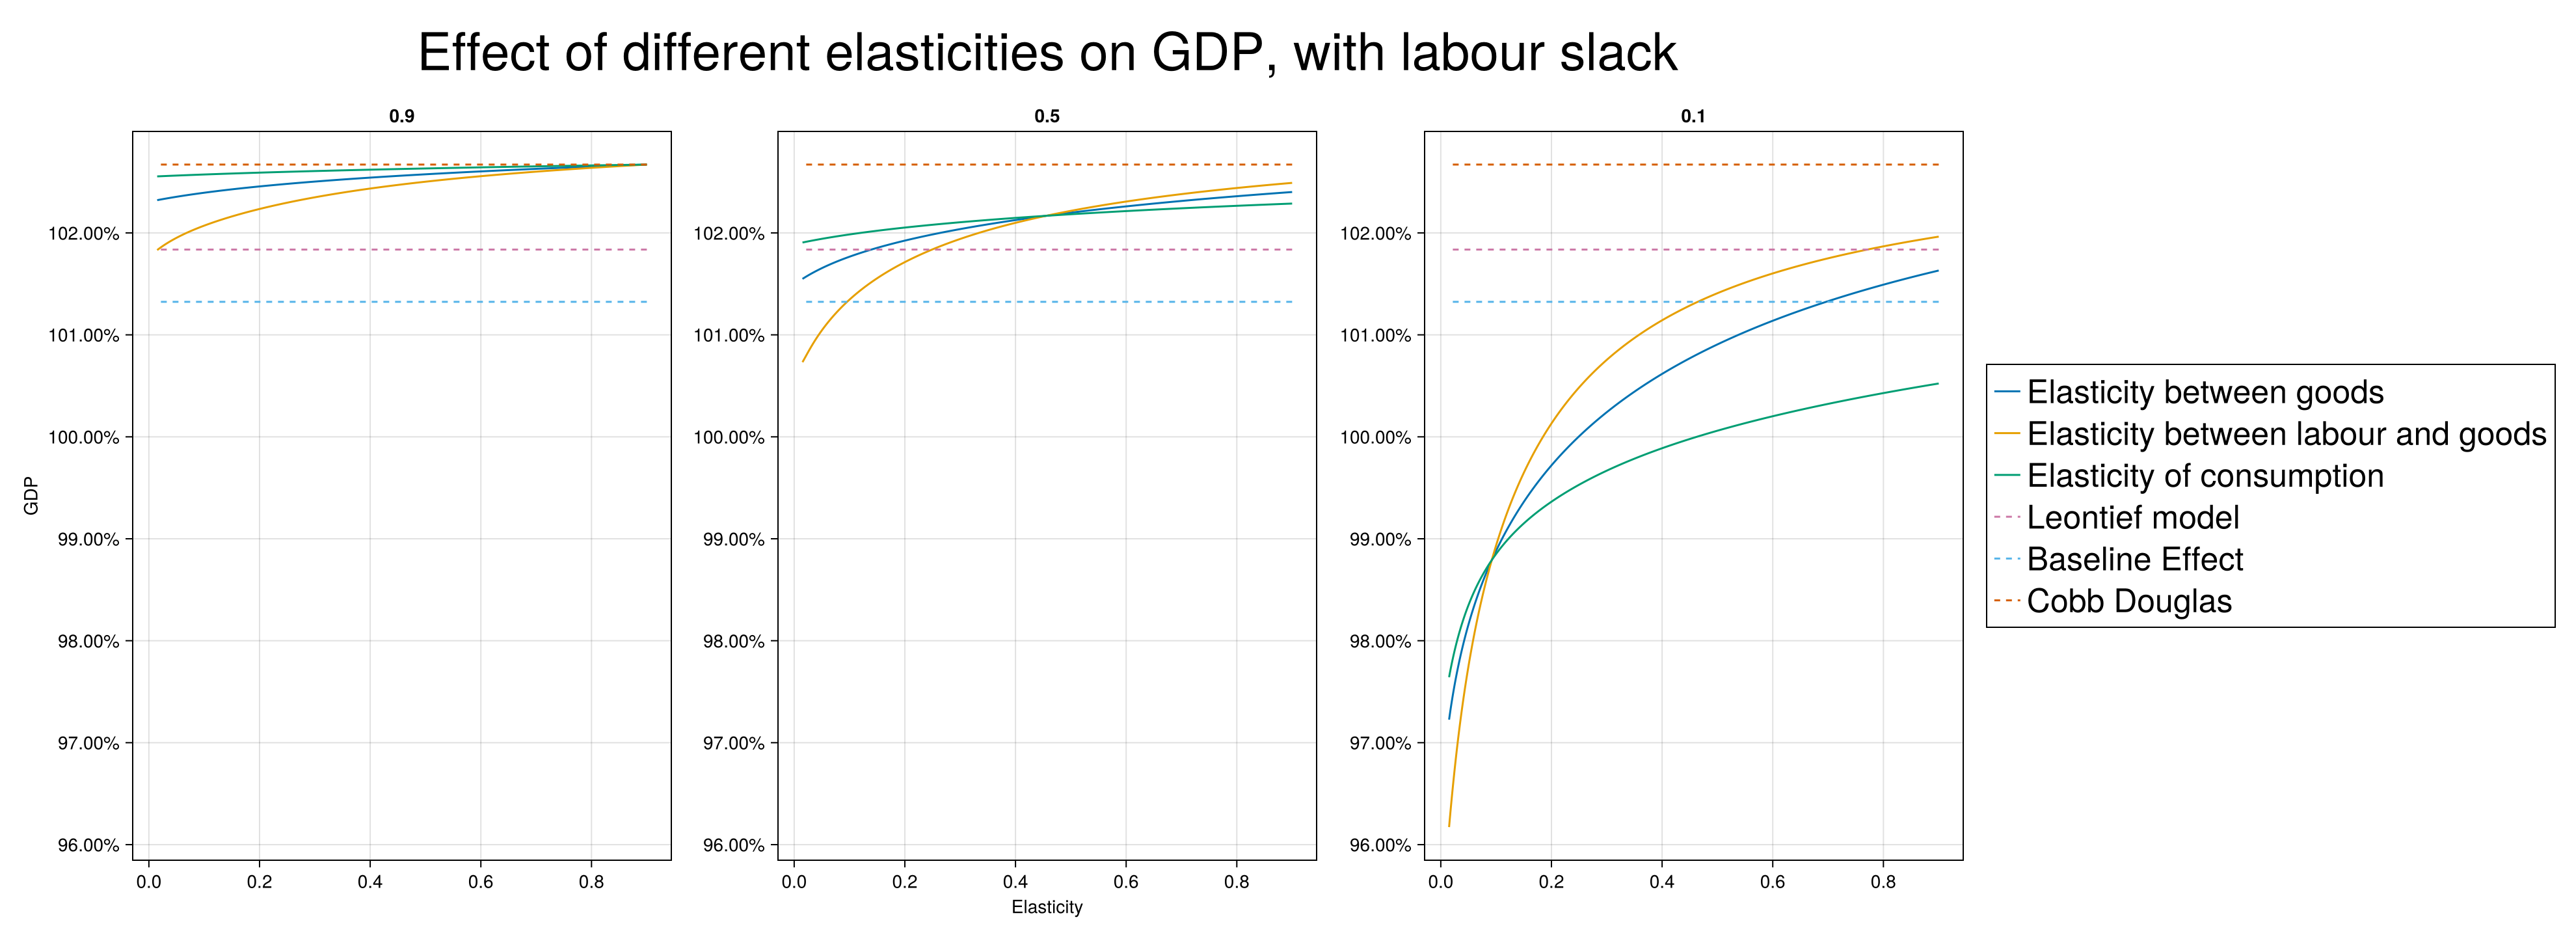 Effect of different elasticities on GDP, with labour slack
0.9
0.5
0.1
GDP
102.00%
101.00%
100.00%
99.00%
98.00%
97.00%
96.00%
0.0 0.2 0.4 0.6 0.8
102.00%
101.00%
100.00%
99.00%
98.00%
97.00%
96.00%
0.0 0.2 0.4 0.6 0.8
Elasticity
102.00%
101.00%
100.00%
99.00%
98.00%
97.00%
96.00%
0.0 0.2 0.4 0.6 0.8
Elasticity between goods
Elasticity between labour and goods
Elasticity of consumption
Leontief model
Baseline Effect
Cobb Douglas